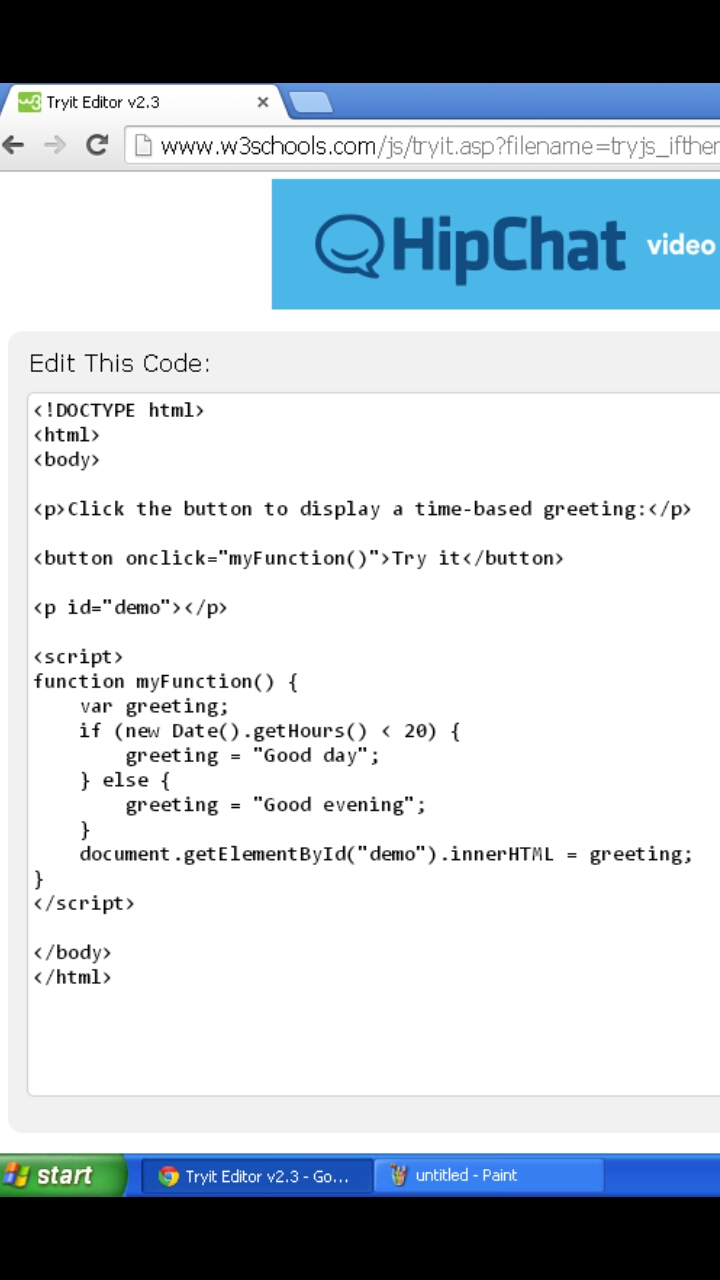 Tryit Editor v2.3
www.w3schools.com/js/tryit.asp?filename=tryjs_ifthen
HipChat video
Edit This Code:
<!DOCTYPE html>
<html>
<body>
<p>Click the button to display a time-based greeting:</p>
<button onclick="myFunction()">Try it</button>
<p id="demo"></p>
<script>
function myFunction() {
    var greeting;
    if (new Date().getHours() < 20) {
        greeting = "Good day";
    } else {
        greeting = "Good evening";
    }
    document.getElementById("demo").innerHTML = greeting;
}
</script>
</body>
</html>
start Tryit Editor v2.3 - Go... untitled - Paint